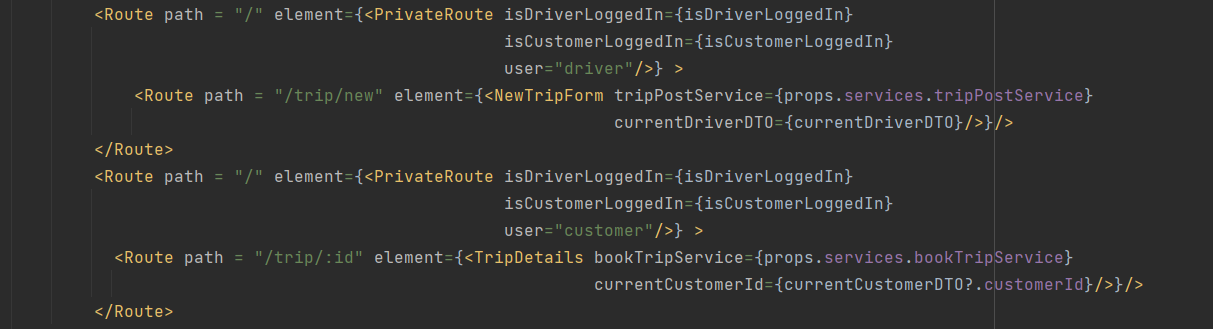 <Route path = "/" element={<PrivateRoute isDriverLoggedIn={isDriverLoggedIn}
isCustomerLoggedIn={isCustomerLoggedIn}
user="driver"/>} >
<Route path = "/trip/new" element={<NewTripForm tripPostService={props.services.tripPostService}
currentDriverDTO={currentDriverDTO}/>}/>
</Route>
<Route path = "/" element={<PrivateRoute isDriverLoggedIn={isDriverLoggedIn}
isCustomerLoggedIn={isCustomerLoggedIn}
user="customer"/>} >
<Route path = "/trip/:id" element={<TripDetails bookTripService={props.services.bookTripService}
currentCustomerId={currentCustomerDTO?.customerId}/>}/>
</Route>